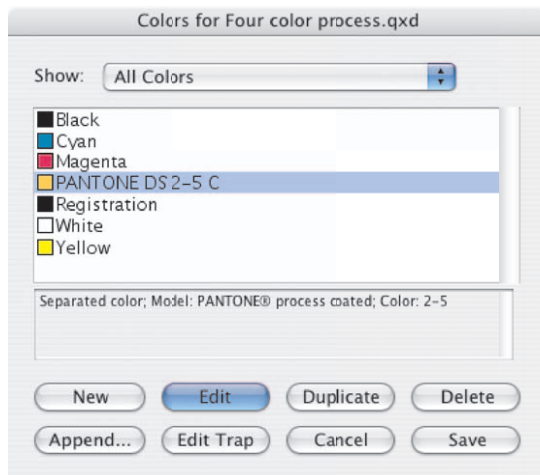 Colors for Four color process.qxd
Show: All Colors
Black
Cyan
Magenta
PANTONE DS 2-5 C
Registration
White
Yellow
Separated color; Model: PANTONE® process coated; Color: 2-5
New Edit Duplicate Delete
Append... Edit Trap Cancel Save